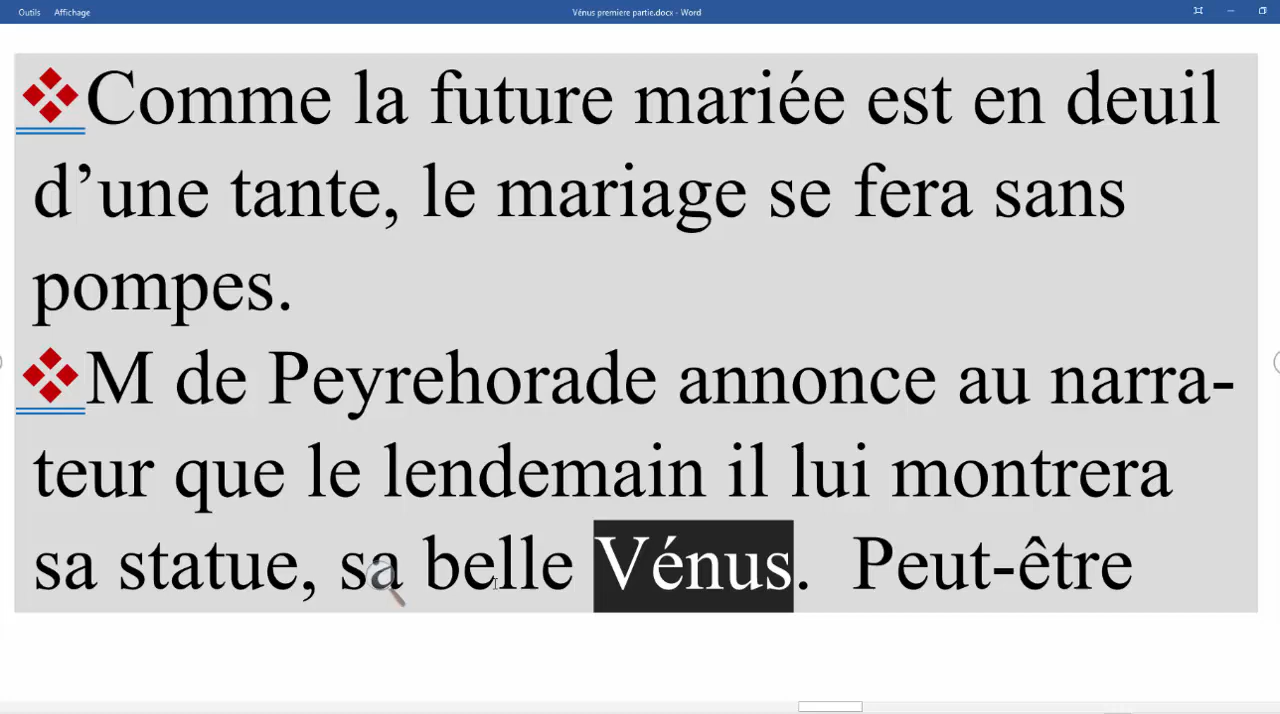 Outils Affichage Vénus premiere partie.docx - Word
Comme la future mariée est en deuil
d’une tante, le mariage se fera sans
pompes.
M de Peyrehorade annonce au narra-
teur que le lendemain il lui montrera
sa statue, sa belle Vénus. Peut-être